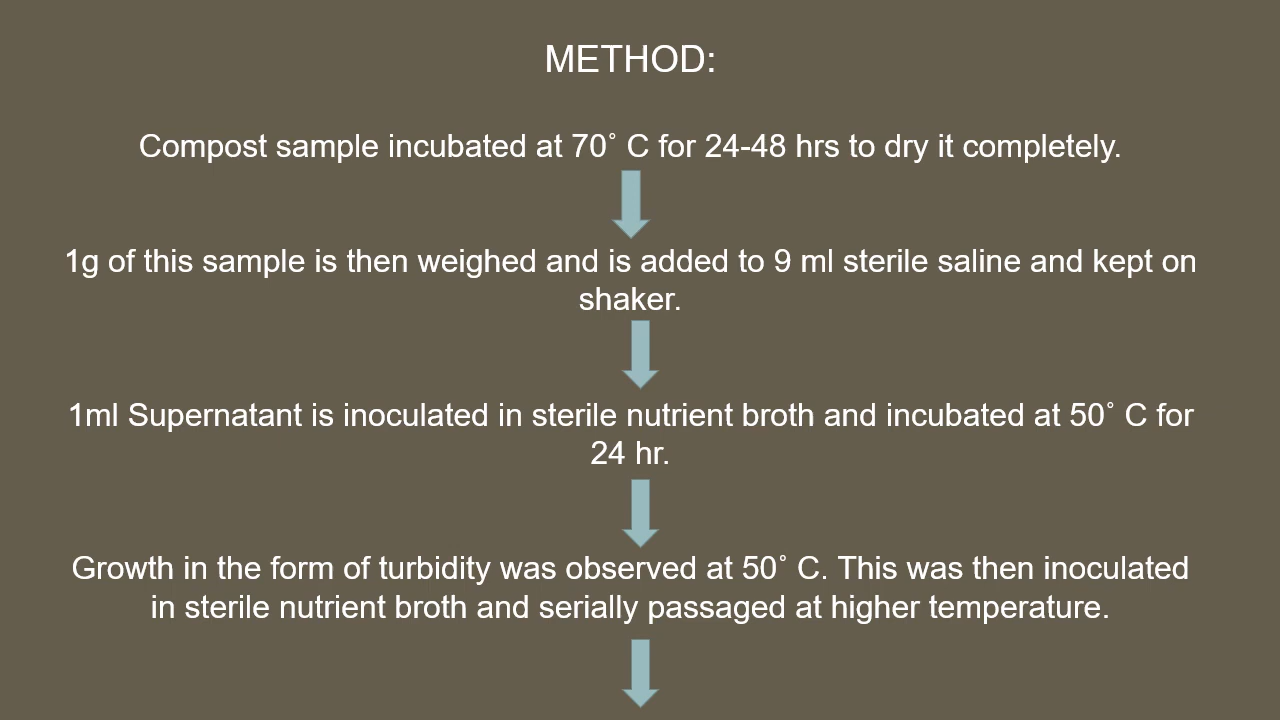 METHOD:
Compost sample incubated at 70˚ C for 24-48 hrs to dry it completely.
1g of this sample is then weighed and is added to 9 ml sterile saline and kept on
shaker.
1ml Supernatant is inoculated in sterile nutrient broth and incubated at 50˚ C for
24 hr.
Growth in the form of turbidity was observed at 50˚ C. This was then inoculated
in sterile nutrient broth and serially passaged at higher temperature.